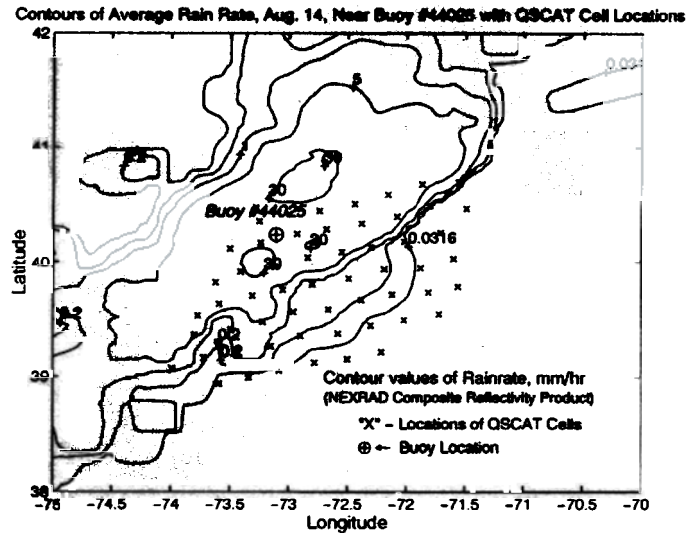 Contours of Average Rain Rate, Aug. 14, Near Buoy #44025 with QSCAT Cell Locations
42
5
41
20
Buoy #44025
20
Latitude
40
0.0316
0.2
39
Contour values of Rainrate, mm/hr
(NEXRAD Composite Reflectivity Product)
"X" - Locations of QSCAT Cells
⊕ ← Buoy Location
38
-75 -74.5 -74 -73.5 -73 -72.5 -72 -71.5 -71 -70.5 -70
Longitude